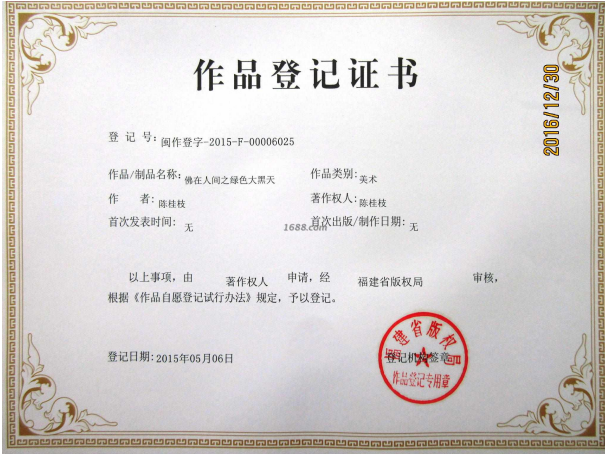 作品登记证书
2016/12/30
登 记 号: 闽作登字-2015-F-00006025
作品/制品名称: 佛在人间之绿色大黑天 作品类别: 美术
作 者: 陈桂枝 著作权人: 陈桂枝
首次发表时间: 无 首次出版/制作日期: 无
1688.com
以上事项，由 著作权人 申请，经 福建省版权局 审核，
根据《作品自愿登记试行办法》规定，予以登记。
登记日期: 2015年05月06日 登记机构签章
福建省版权局
作品登记专用章